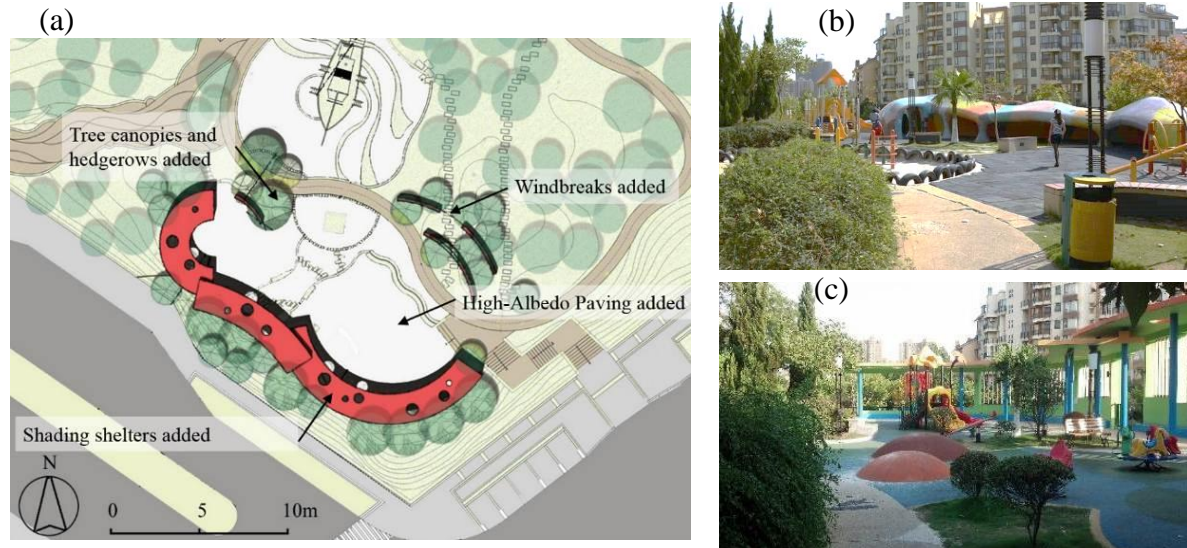 (a)
Tree canopies and
hedgerows added
Windbreaks added
High-Albedo Paving added
Shading shelters added
N
0 5 10m
(b)
(c)